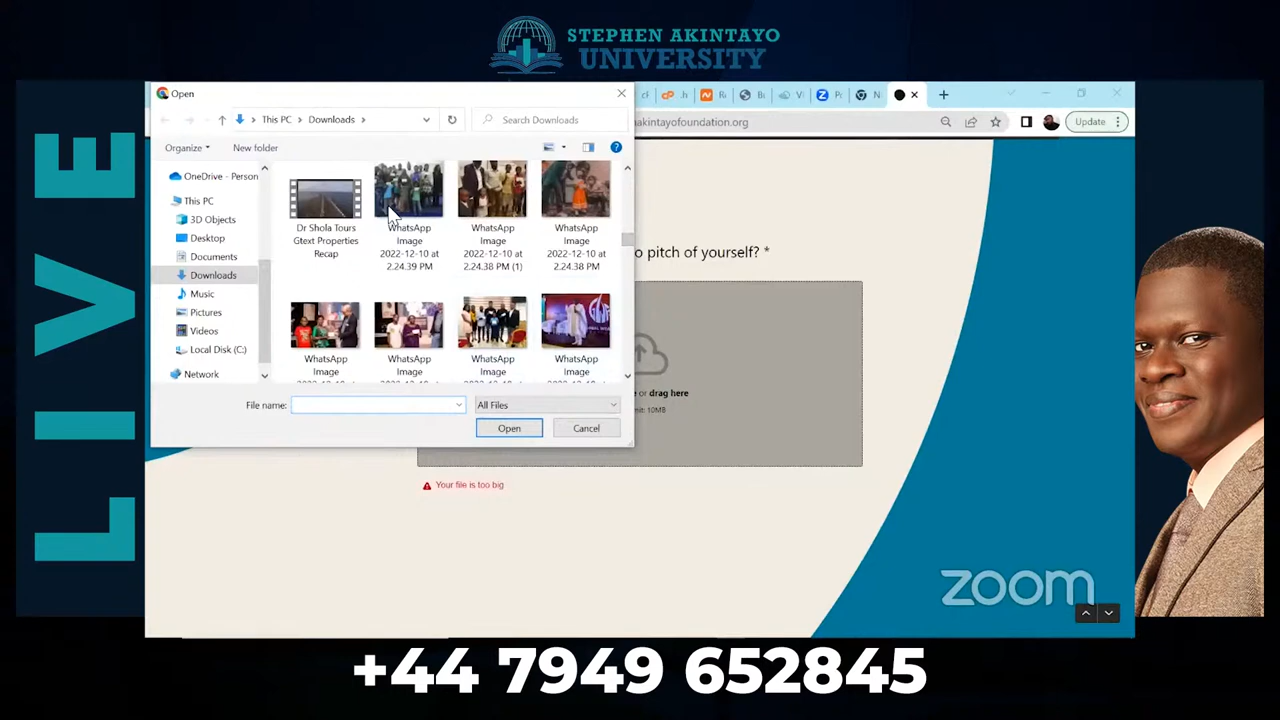 STEPHEN AKINTAYO
UNIVERSITY
LIVE
Open
This PC
Downloads
Search Downloads
akintayofoundation.org
Update
Organize
New folder
OneDrive - Person
This PC
3D Objects
Desktop
Documents
Downloads
Music
Pictures
Videos
Local Disk (C:)
Network
Dr Shola Tours
Gtext Properties
Recap
WhatsApp
Image
2022-12-10 at
2.24.39 PM
WhatsApp
Image
2022-12-10 at
2.24.38 PM (1)
WhatsApp
Image
2022-12-10 at
2.24.38 PM
WhatsApp
Image
WhatsApp
Image
WhatsApp
Image
WhatsApp
Image
File name:
All Files
Open
Cancel
o pitch of yourself? *
or drag here
10MB
Your file is too big
zoom
+44 7949 652845